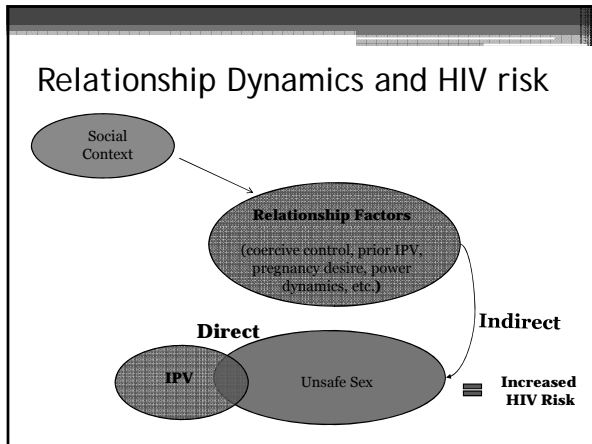 Relationship Dynamics and HIV risk
Social
Context
Relationship Factors
(coercive control, prior IPV,
pregnancy desire, power
dynamics, etc.)
Indirect
Direct
IPV
Unsafe Sex
= Increased
HIV Risk